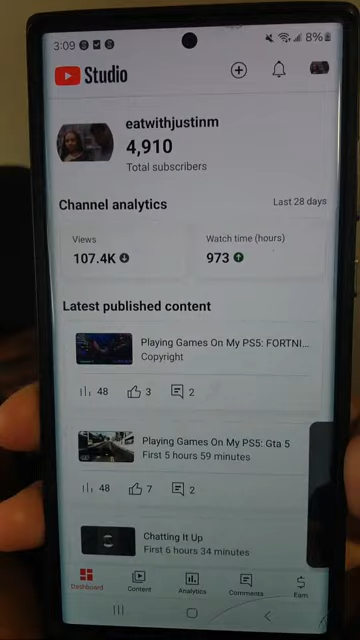 3:09
8%
Studio
eatwithjustinm
4,910
Total subscribers
Channel analytics
Last 28 days
Views
Watch time (hours)
107.4K
973
Latest published content
Playing Games On My PS5: FORTNI...
Copyright
48 3 2
Playing Games On My PS5: Gta 5
First 5 hours 59 minutes
48 7 2
Chatting It Up
First 6 hours 34 minutes
Dashboard Content Analytics Comments Earn